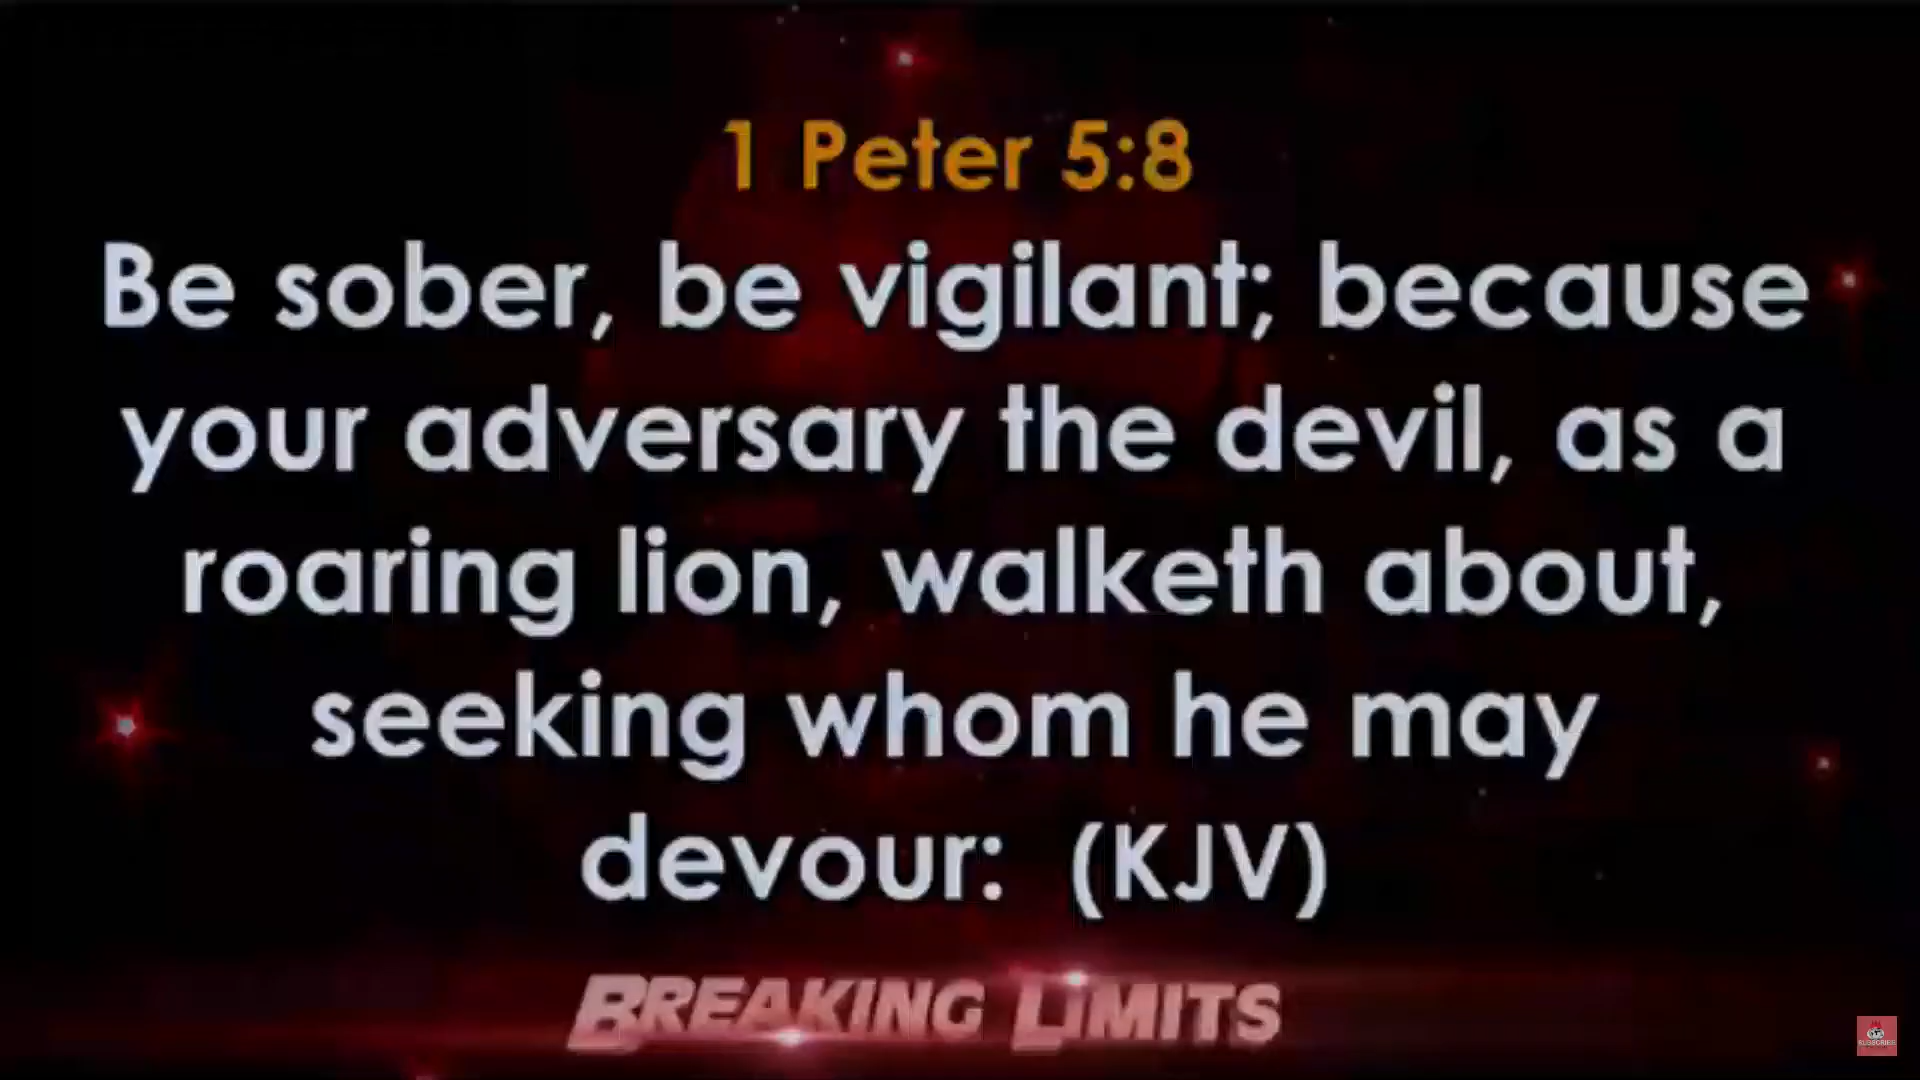 1 Peter 5:8
Be sober, be vigilant; because
your adversary the devil, as a
roaring lion, walketh about,
seeking whom he may
devour: (KJV)
BREAKING LIMITS
SUBSCRIBE